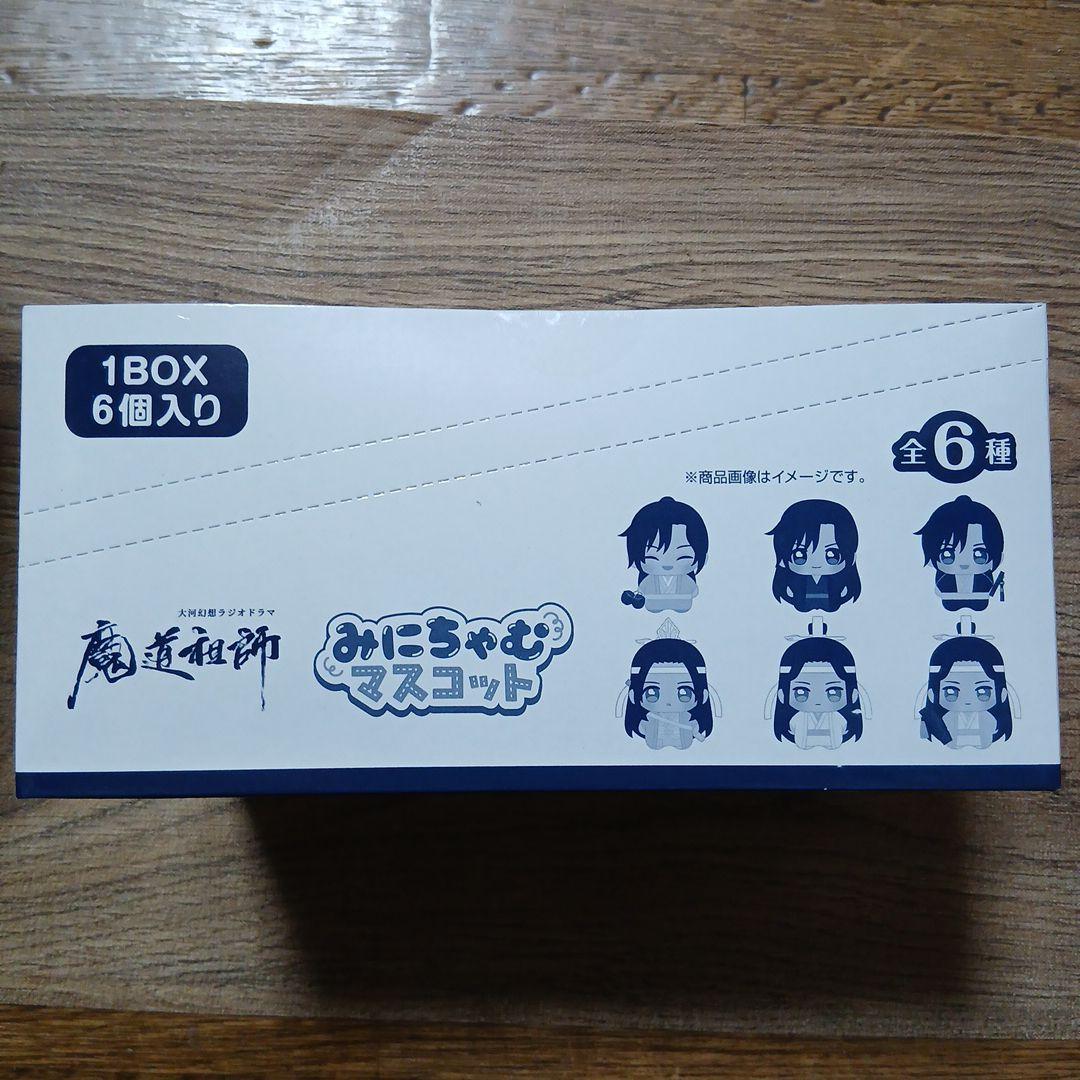 1BOX
6個入り
全6種
※商品画像はイメージです。
大河幻想ラジオドラマ
魔道祖師
みにちゃむ
マスコット